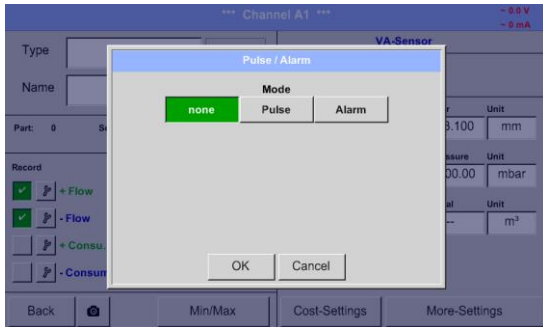 *** Channel A1 ***
~ 0.0 V
~ 0 mA
Type
VA-Sensor
Pulse / Alarm
Name
Mode
none
Pulse
Alarm
Unit
Part: 0
3.100
mm
Record
Unit
00.00
mbar
+ Flow
Unit
- Flow
--
m³
+ Consu.
- Consum
OK
Cancel
Back
Min/Max
Cost-Settings
More-Settings